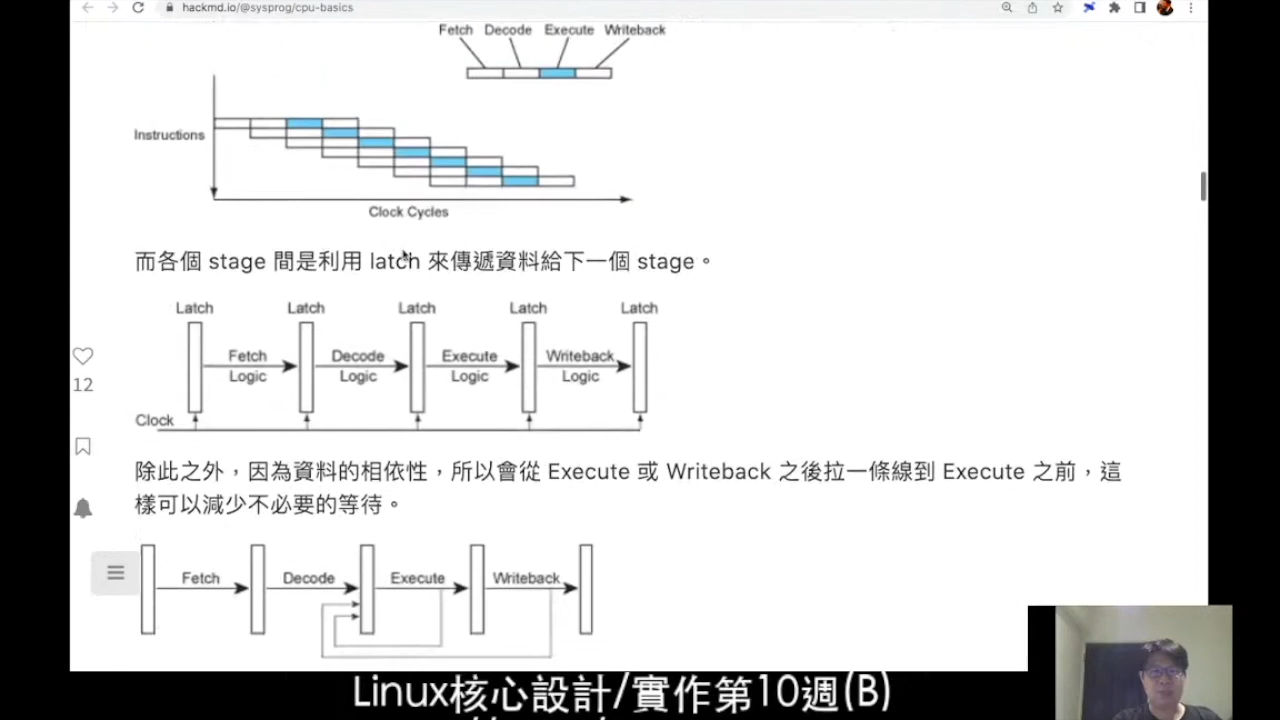 hackmd.io/@sysprog/cpu-basics
Fetch Decode Execute Writeback
Instructions
Clock Cycles
而各個 stage 間是利用 latch 來傳遞資料給下一個 stage。
Latch Latch Latch Latch Latch
Fetch Decode Execute Writeback
Logic Logic Logic Logic
Clock
12
除此之外，因為資料的相依性，所以會從 Execute 或 Writeback 之後拉一條線到 Execute 之前，這
樣可以減少不必要的等待。
Fetch Decode Execute Writeback
Linux核心設計/實作第10週(B)